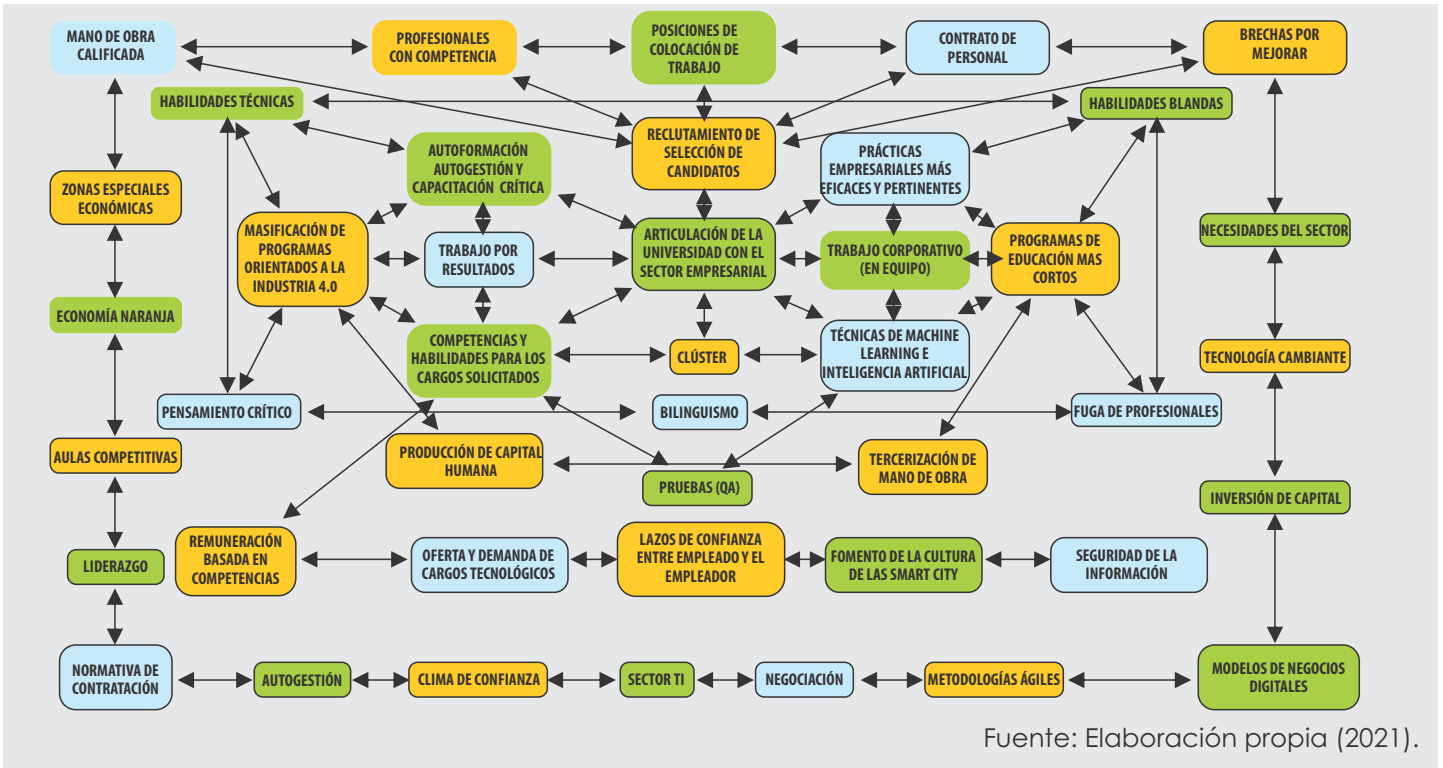 MANO DE OBRA
CALIFICADA
PROFESIONALES
CON COMPETENCIA
POSICIONES DE
COLOCACIÓN DE
TRABAJO
CONTRATO DE
PERSONAL
BRECHAS POR
MEJORAR
HABILIDADES TÉCNICAS
HABILIDADES BLANDAS
AUTOFORMACIÓN
AUTOGESTIÓN Y
CAPACITACIÓN CRÍTICA
RECLUTAMIENTO DE
SELECCIÓN DE
CANDIDATOS
PRÁCTICAS
EMPRESARIALES MÁS
EFICACES Y PERTINENTES
ZONAS ESPECIALES
ECONÓMICAS
MASIFICACIÓN DE
PROGRAMAS
ORIENTADOS A LA
INDUSTRIA 4.0
TRABAJO POR
RESULTADOS
ARTICULACIÓN DE LA
UNIVERSIDAD CON EL
SECTOR EMPRESARIAL
TRABAJO CORPORATIVO
(EN EQUIPO)
PROGRAMAS DE
EDUCACIÓN MAS
CORTOS
NECESIDADES DEL SECTOR
ECONOMÍA NARANJA
COMPETENCIAS Y
HABILIDADES PARA LOS
CARGOS SOLICITADOS
CLÚSTER
TÉCNICAS DE MACHINE
LEARNING E
INTELIGENCIA ARTIFICIAL
TECNOLOGÍA CAMBIANTE
PENSAMIENTO CRÍTICO
BILINGUISMO
FUGA DE PROFESIONALES
AULAS COMPETITIVAS
PRODUCCIÓN DE CAPITAL
HUMANA
PRUEBAS (QA)
TERCERIZACIÓN DE
MANO DE OBRA
INVERSIÓN DE CAPITAL
LIDERAZGO
REMUNERACIÓN
BASADA EN
COMPETENCIAS
OFERTA Y DEMANDA DE
CARGOS TECNOLÓGICOS
LAZOS DE CONFIANZA
ENTRE EMPLEADO Y EL
EMPLEADOR
FOMENTO DE LA CULTURA
DE LAS SMART CITY
SEGURIDAD DE LA
INFORMACIÓN
NORMATIVA DE
CONTRATACIÓN
AUTOGESTIÓN
CLIMA DE CONFIANZA
SECTOR TI
NEGOCIACIÓN
METODOLOGÍAS ÁGILES
MODELOS DE NEGOCIOS
DIGITALES
Fuente: Elaboración propia (2021).